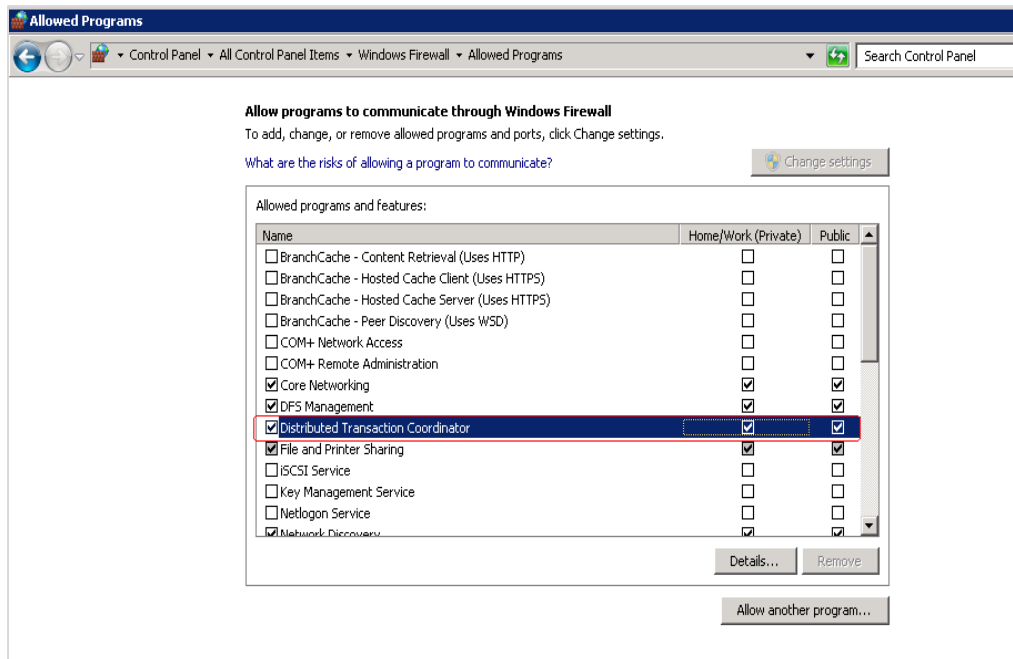 Allowed Programs
Control Panel All Control Panel Items Windows Firewall Allowed Programs
Search Control Panel
Allow programs to communicate through Windows Firewall
To add, change, or remove allowed programs and ports, click Change settings.
What are the risks of allowing a program to communicate?
Change settings
Allowed programs and features:
Name Home/Work (Private) Public
BranchCache - Content Retrieval (Uses HTTP)
BranchCache - Hosted Cache Client (Uses HTTPS)
BranchCache - Hosted Cache Server (Uses HTTPS)
BranchCache - Peer Discovery (Uses WSD)
COM+ Network Access
COM+ Remote Administration
Core Networking
DFS Management
Distributed Transaction Coordinator
File and Printer Sharing
iSCSI Service
Key Management Service
Netlogon Service
Network Discovery
Details... Remove
Allow another program...